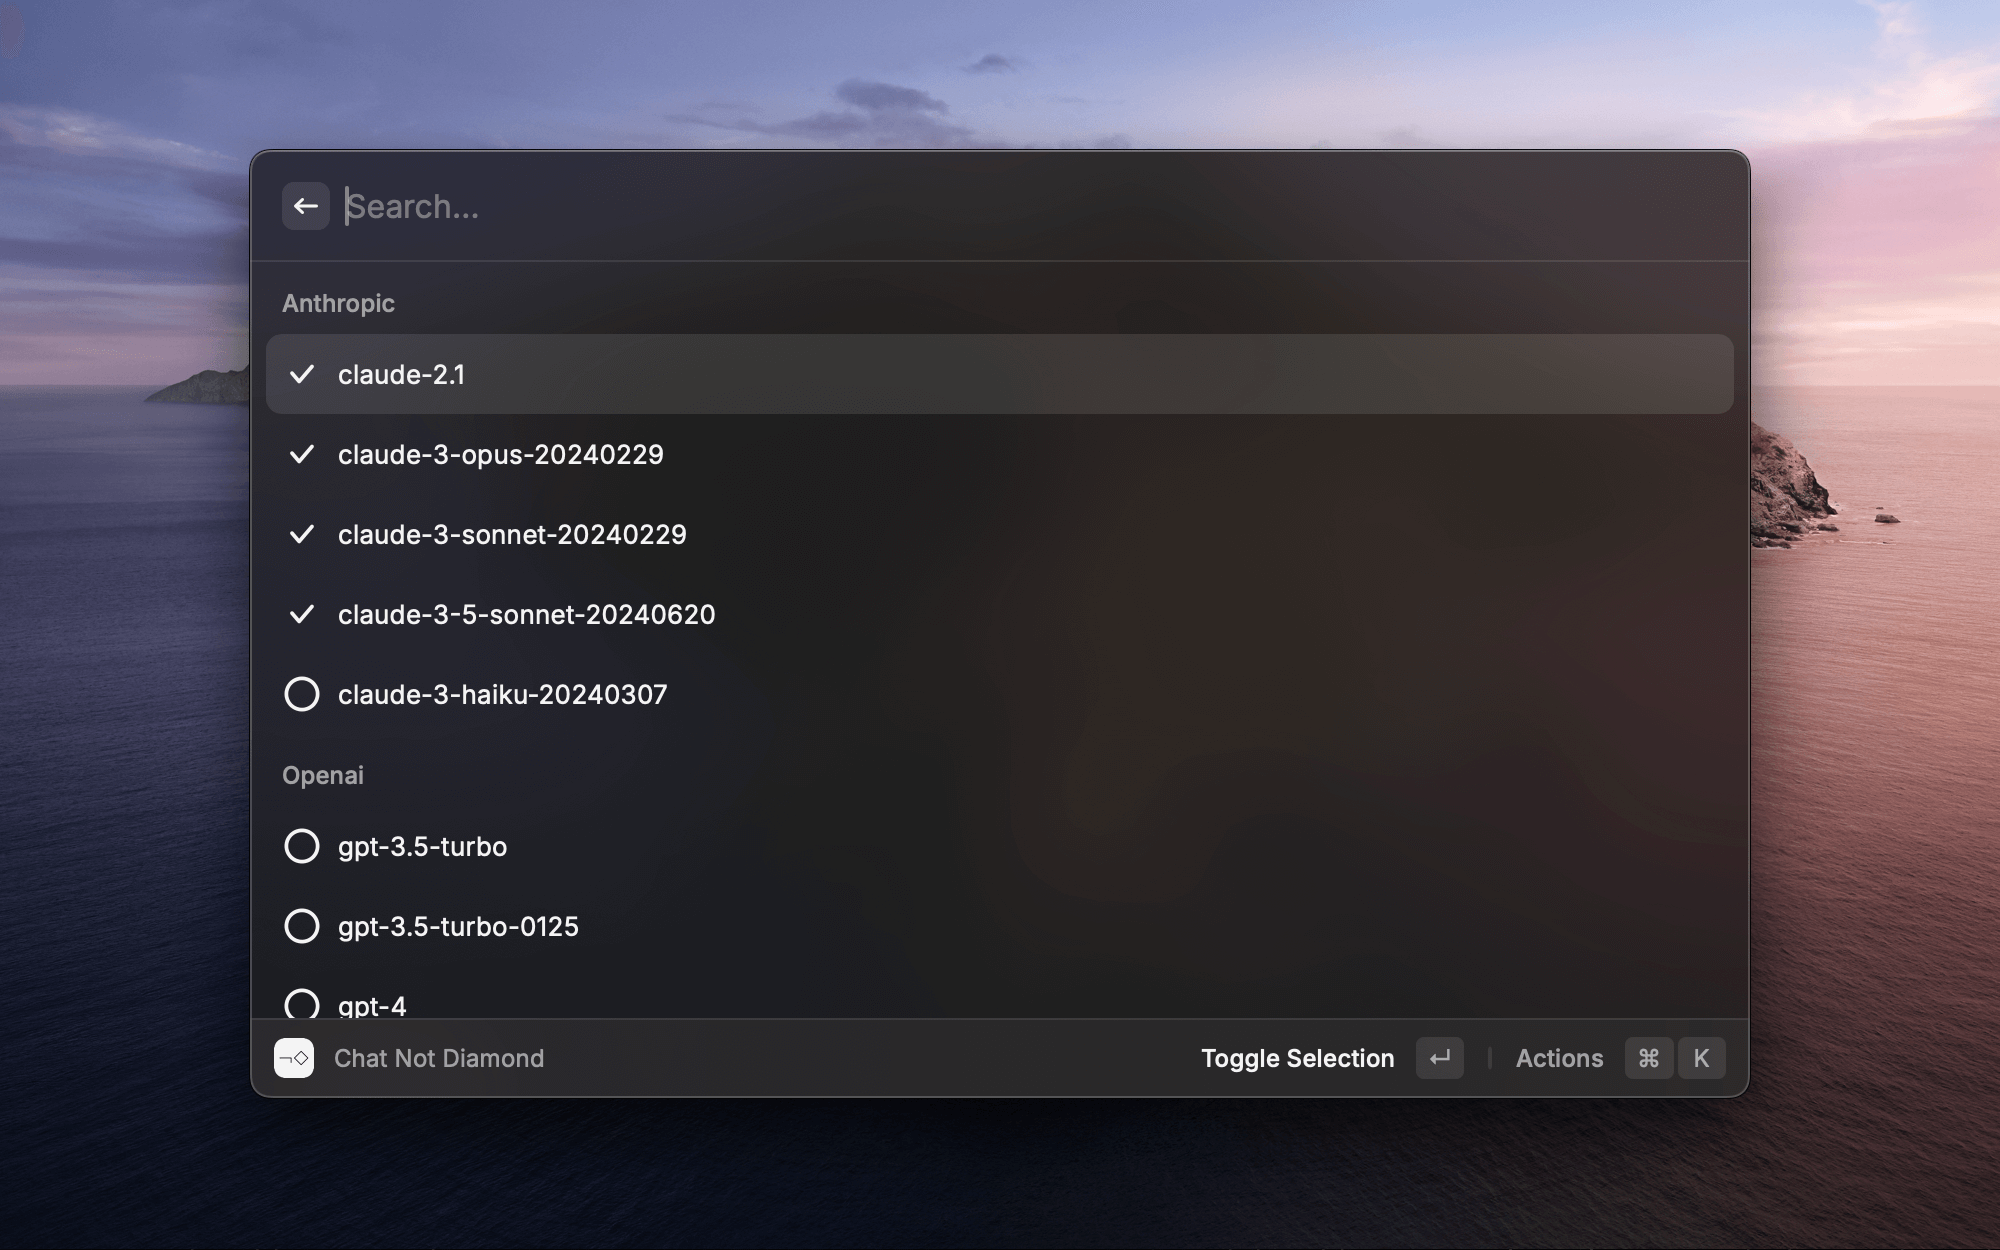 Search...
Anthropic
claude-2.1
claude-3-opus-20240229
claude-3-sonnet-20240229
claude-3-5-sonnet-20240620
claude-3-haiku-20240307
Openai
gpt-3.5-turbo
gpt-3.5-turbo-0125
gpt-4
Chat Not Diamond
Toggle Selection
Actions ⌘ K